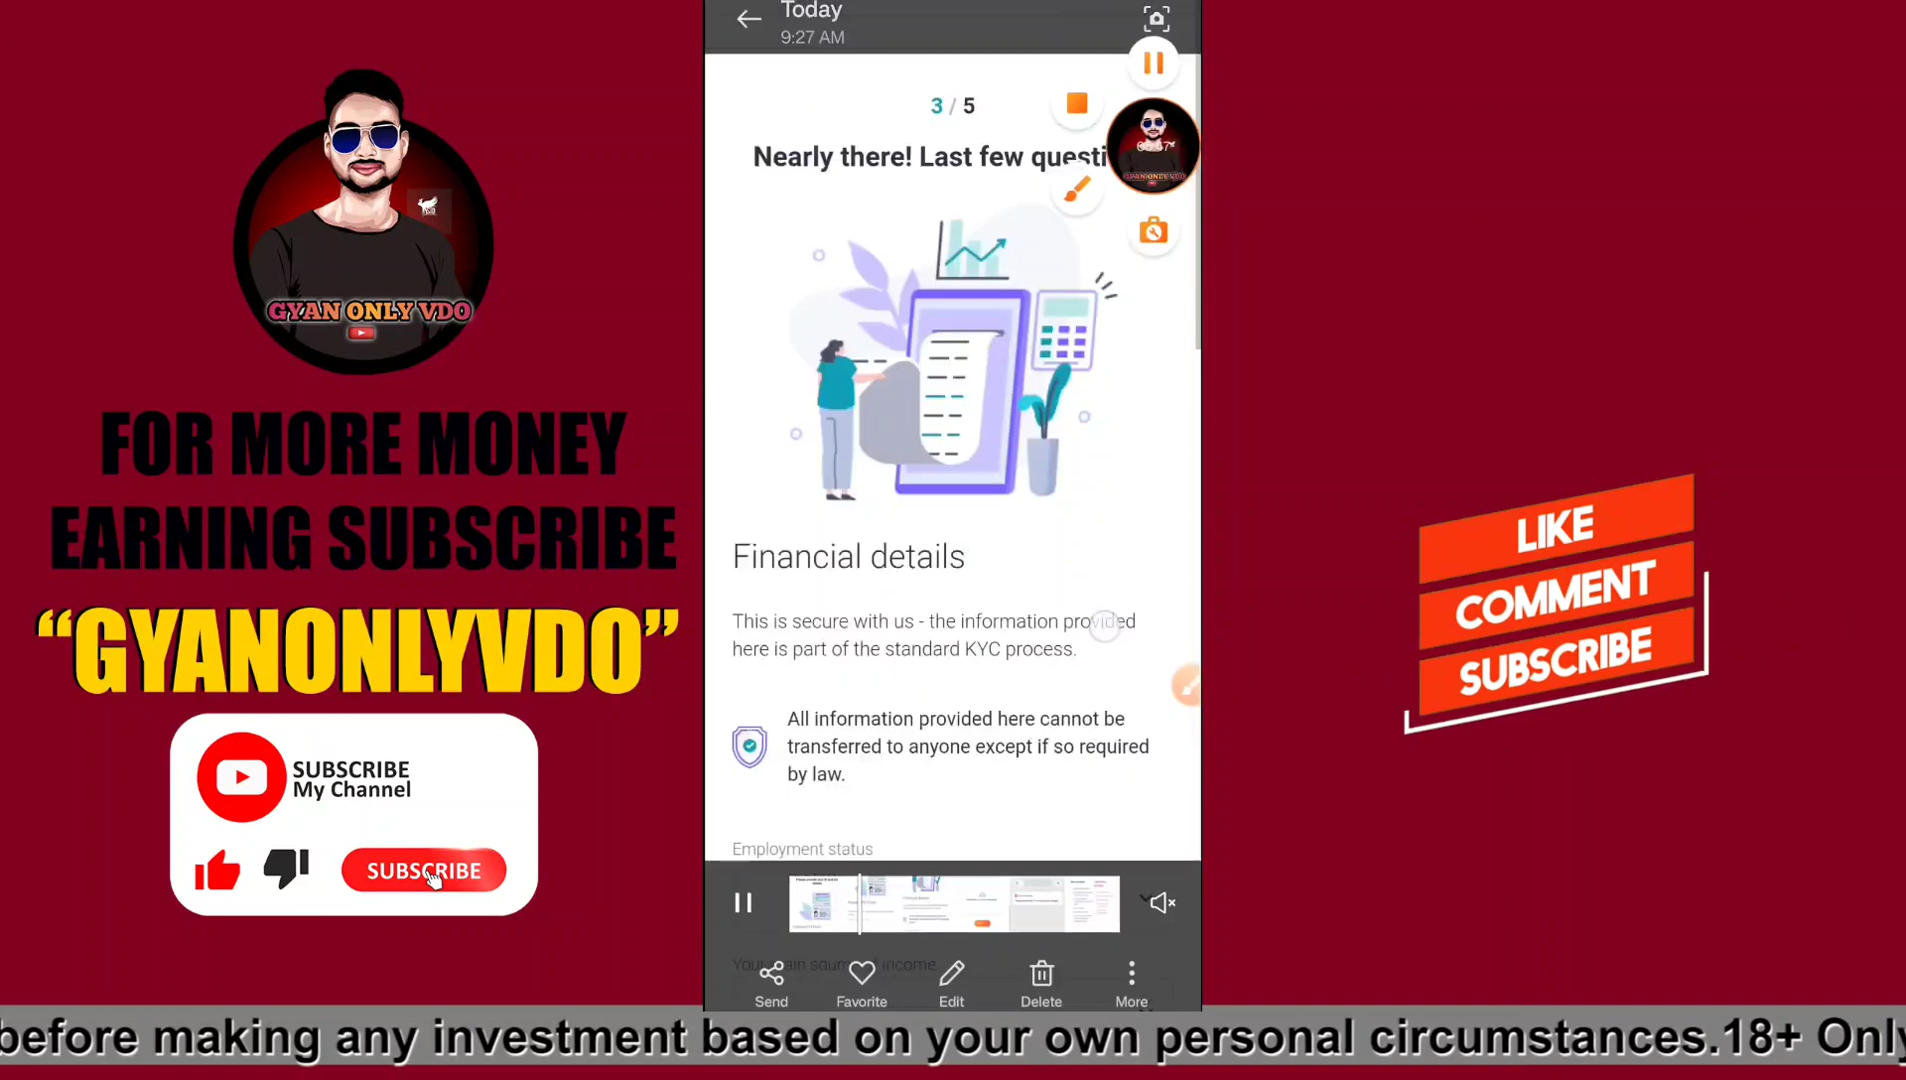 GYAN ONLY VDO
FOR MORE MONEY
EARNING SUBSCRIBE
“GYANONLYVDO”
SUBSCRIBE
My Channel
SUBSCRIBE
Today
9:27 AM
3 / 5
Nearly there! Last few questi
Financial details
This is secure with us - the information provided
here is part of the standard KYC process.
All information provided here cannot be
transferred to anyone except if so required
by law.
Employment status
Send
Favorite
Edit
Delete
More
LIKE
COMMENT
SUBSCRIBE
before making any investment based on your own personal circumstances.18+ Only